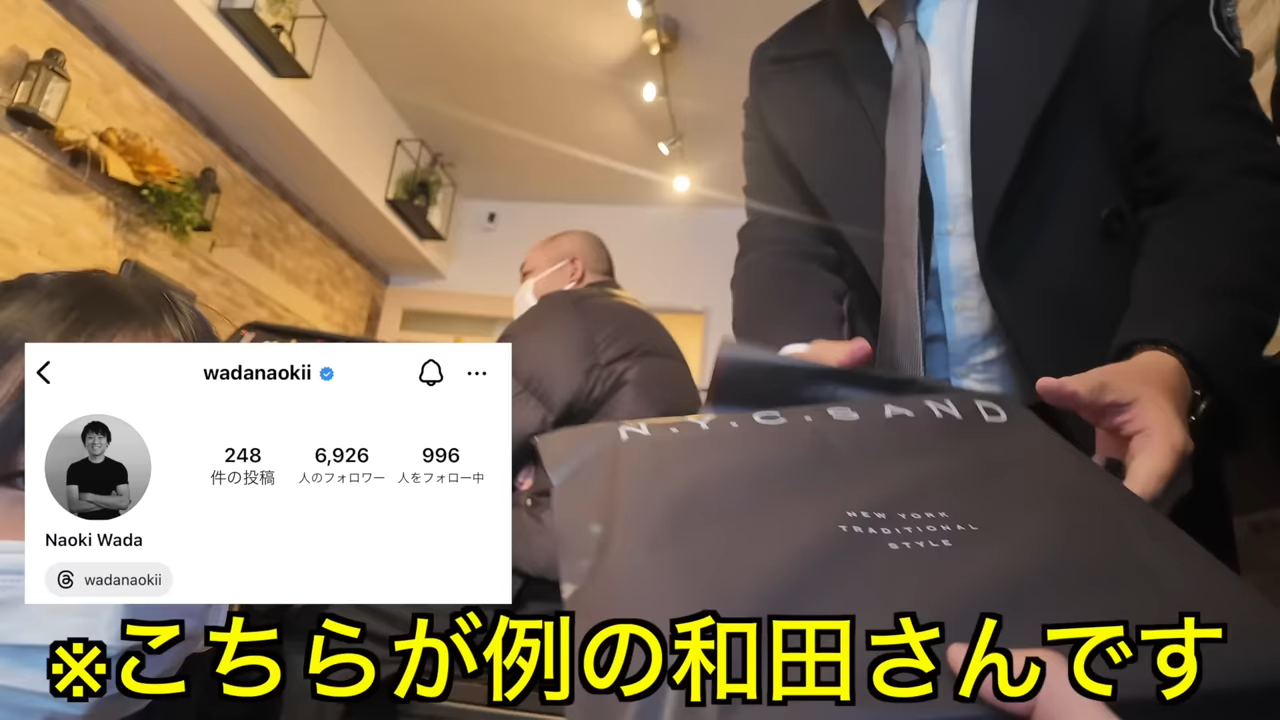 N.Y.C.SAND
NEW YORK
TRADITIONAL
STYLE
wadanaokii
248
件の投稿
6,926
人のフォロワー
996
人をフォロー中
Naoki Wada
wadanaokii
※こちらが例の和田さんです